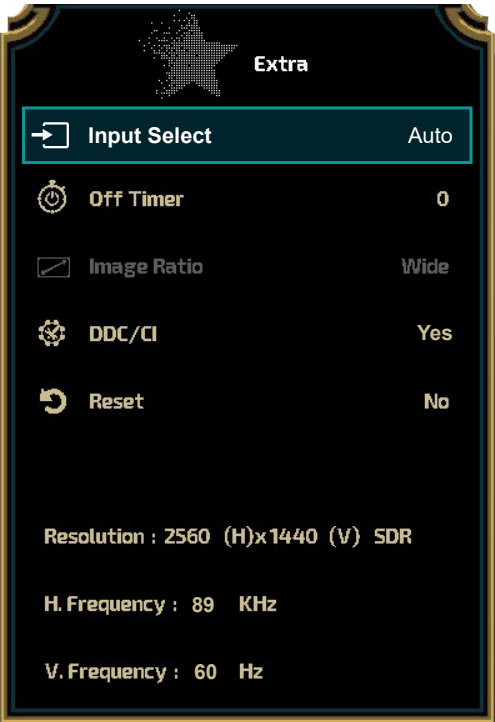 Extra
Input Select Auto
Off Timer 0
Image Ratio Wide
DDC/CI Yes
Reset No
Resolution : 2560 (H)x1440 (V) SDR
H. Frequency : 89 KHz
V. Frequency : 60 Hz